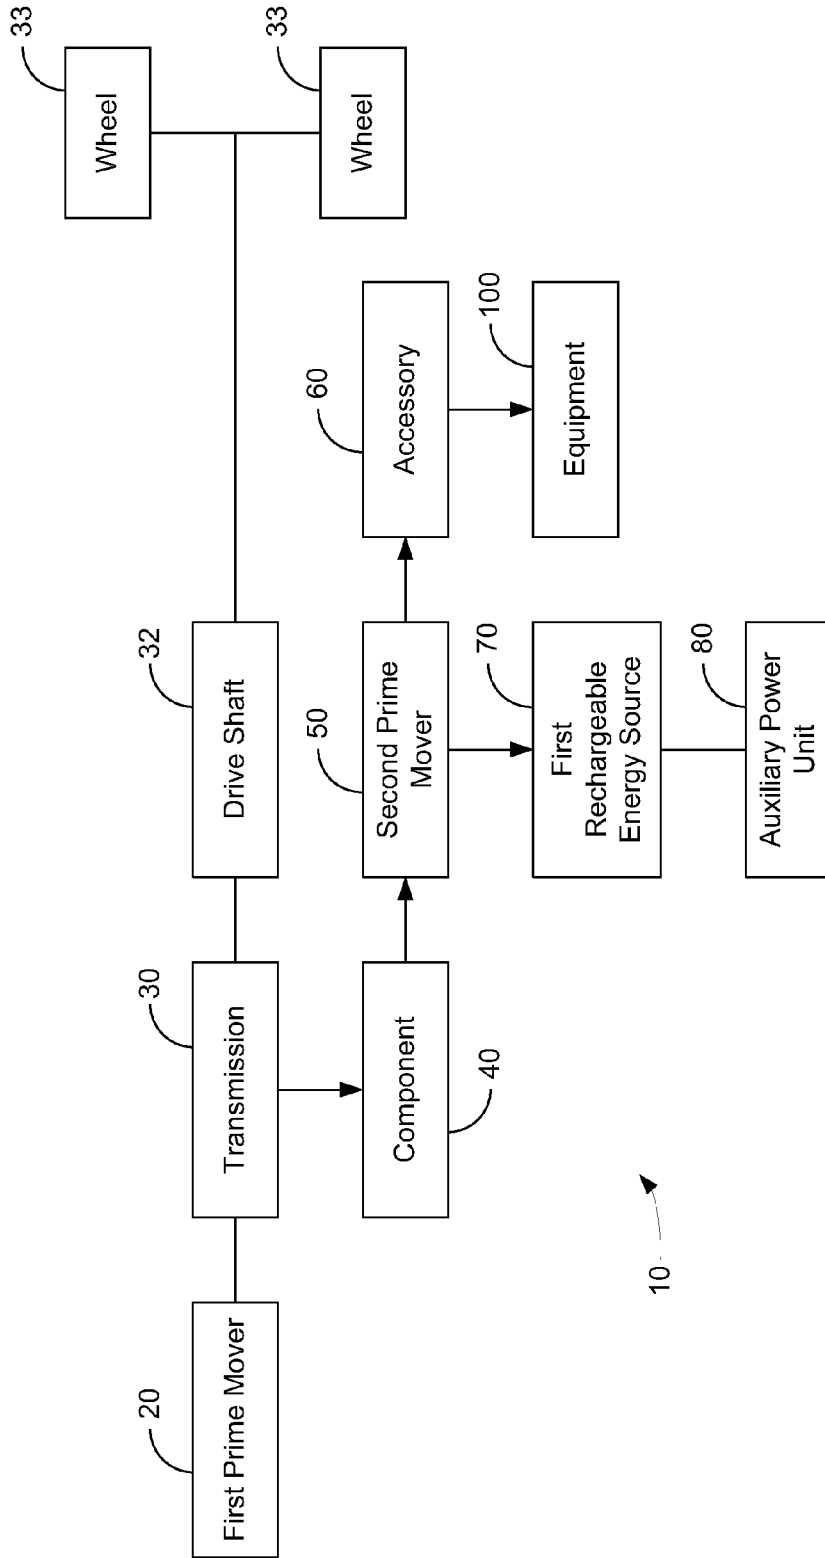 33
Wheel
33
Wheel
20
First Prime Mover
30
Transmission
32
Drive Shaft
Component
40
50
Second Prime
Mover
60
Accessory
100
Equipment
70
First
Rechargeable
Energy Source
80
Auxiliary Power
Unit
10